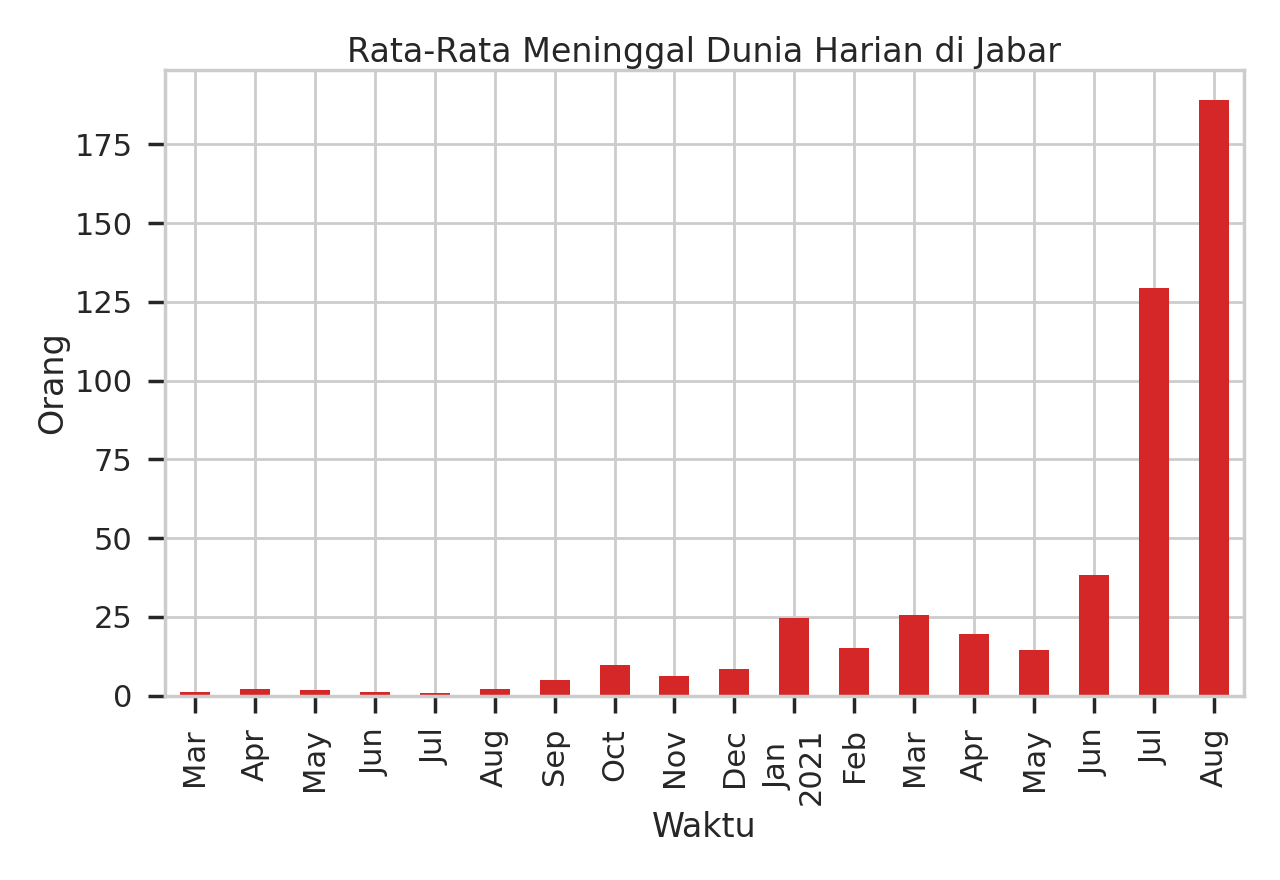 Rata-Rata Meninggal Dunia Harian di Jabar
175
150
125
100
75
50
25
0
Orang
Mar
Apr
May
Jun
Jul
Aug
Sep
Oct
Nov
Dec
Jan
2021
Feb
Mar
Apr
May
Jun
Jul
Aug
Waktu